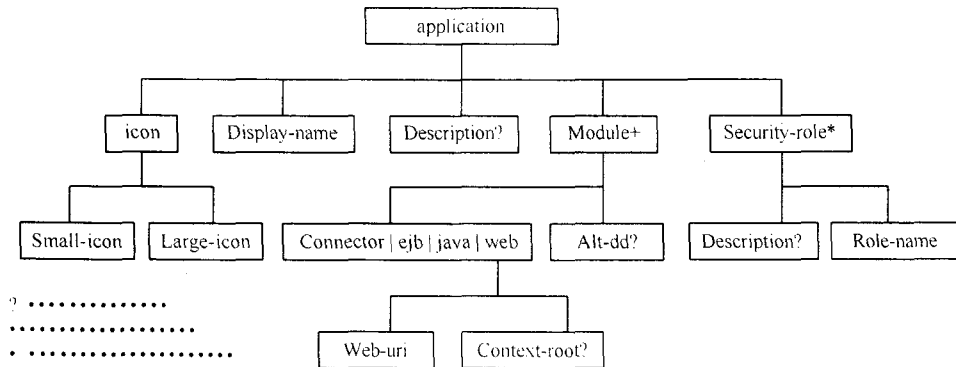 application
icon
Display-name
Description?
Module+
Security-role*
Small-icon
Large-icon
Connector | ejb | java | web
Alt-dd?
Description?
Role-name
?
Web-uri
Context-root?